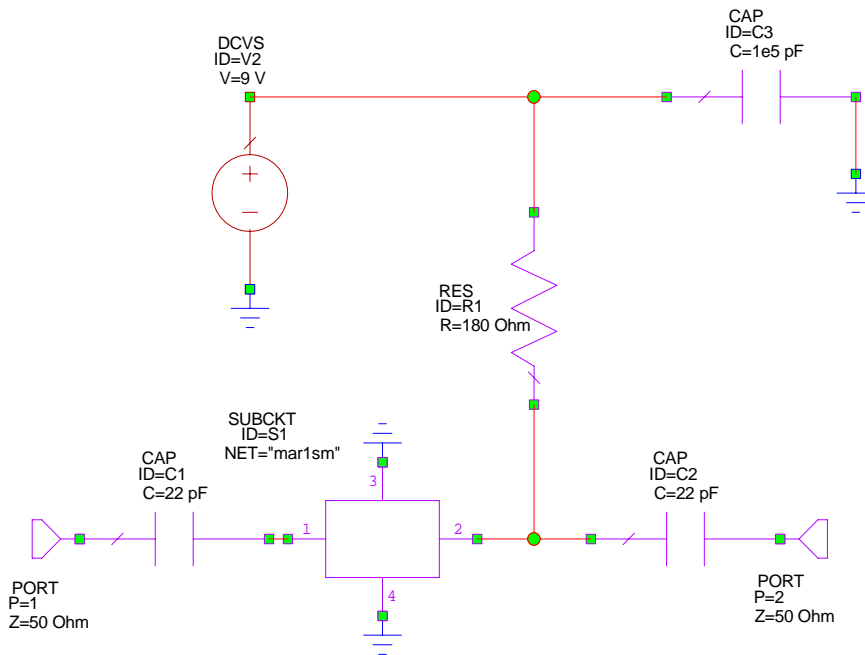 CAP
ID=C3
C=1e5 pF
DCVS
ID=V2
V=9 V
RES
ID=R1
R=180 Ohm
SUBCKT
ID=S1
NET="mar1sm"
CAP
ID=C1
C=22 pF
CAP
ID=C2
C=22 pF
3
1
2
4
PORT
P=1
Z=50 Ohm
PORT
P=2
Z=50 Ohm